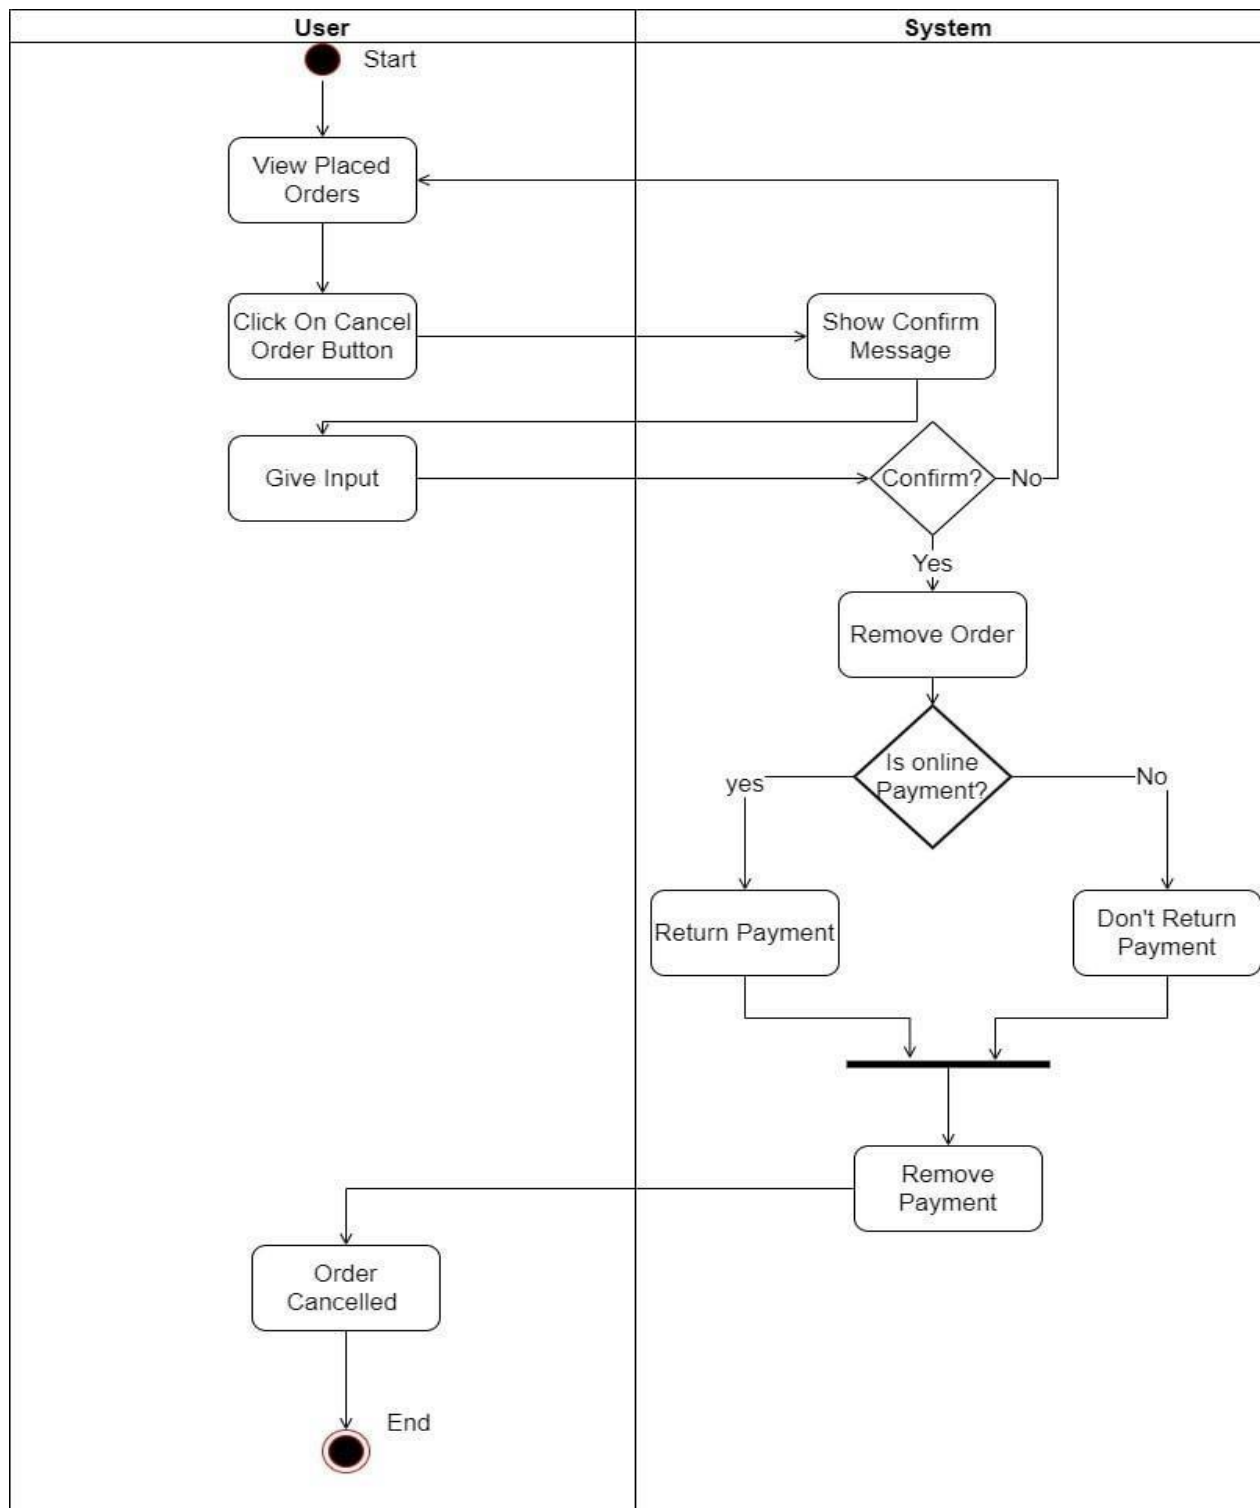 User
System
Start
View Placed
Orders
Click On Cancel
Order Button
Show Confirm
Message
Give Input
Confirm?
No
Yes
Remove Order
Is online
Payment?
yes
No
Return Payment
Don't Return
Payment
Remove
Payment
Order
Cancelled
End